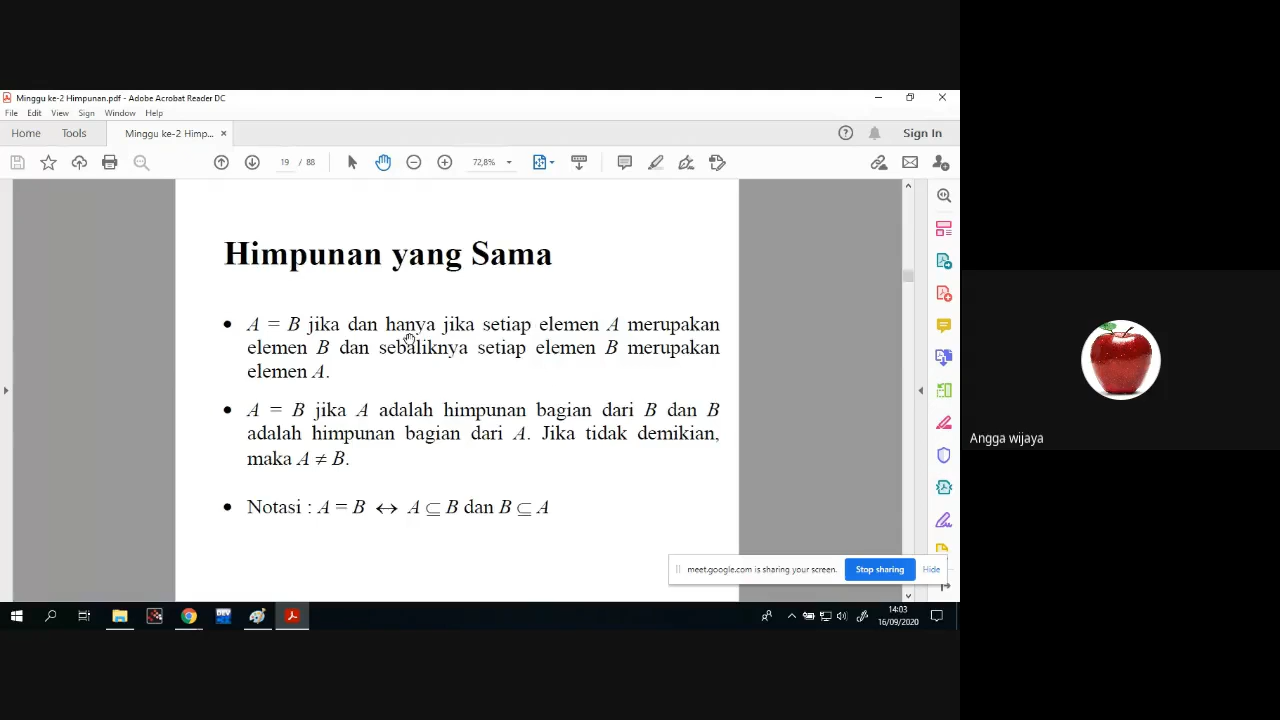 Minggu ke-2 Himpunan.pdf - Adobe Acrobat Reader DC
File Edit View Sign Window Help
Home Tools Minggu ke-2 Himp... × Sign In
19 / 88 72,8%
Himpunan yang Sama
• A = B jika dan hanya jika setiap elemen A merupakan
elemen B dan sebaliknya setiap elemen B merupakan
elemen A.
• A = B jika A adalah himpunan bagian dari B dan B
adalah himpunan bagian dari A. Jika tidak demikian,
maka A ≠ B.
• Notasi : A = B ↔ A ⊆ B dan B ⊆ A
meet.google.com is sharing your screen. Stop sharing Hide
DEV
14:03
16/09/2020
Angga wijaya